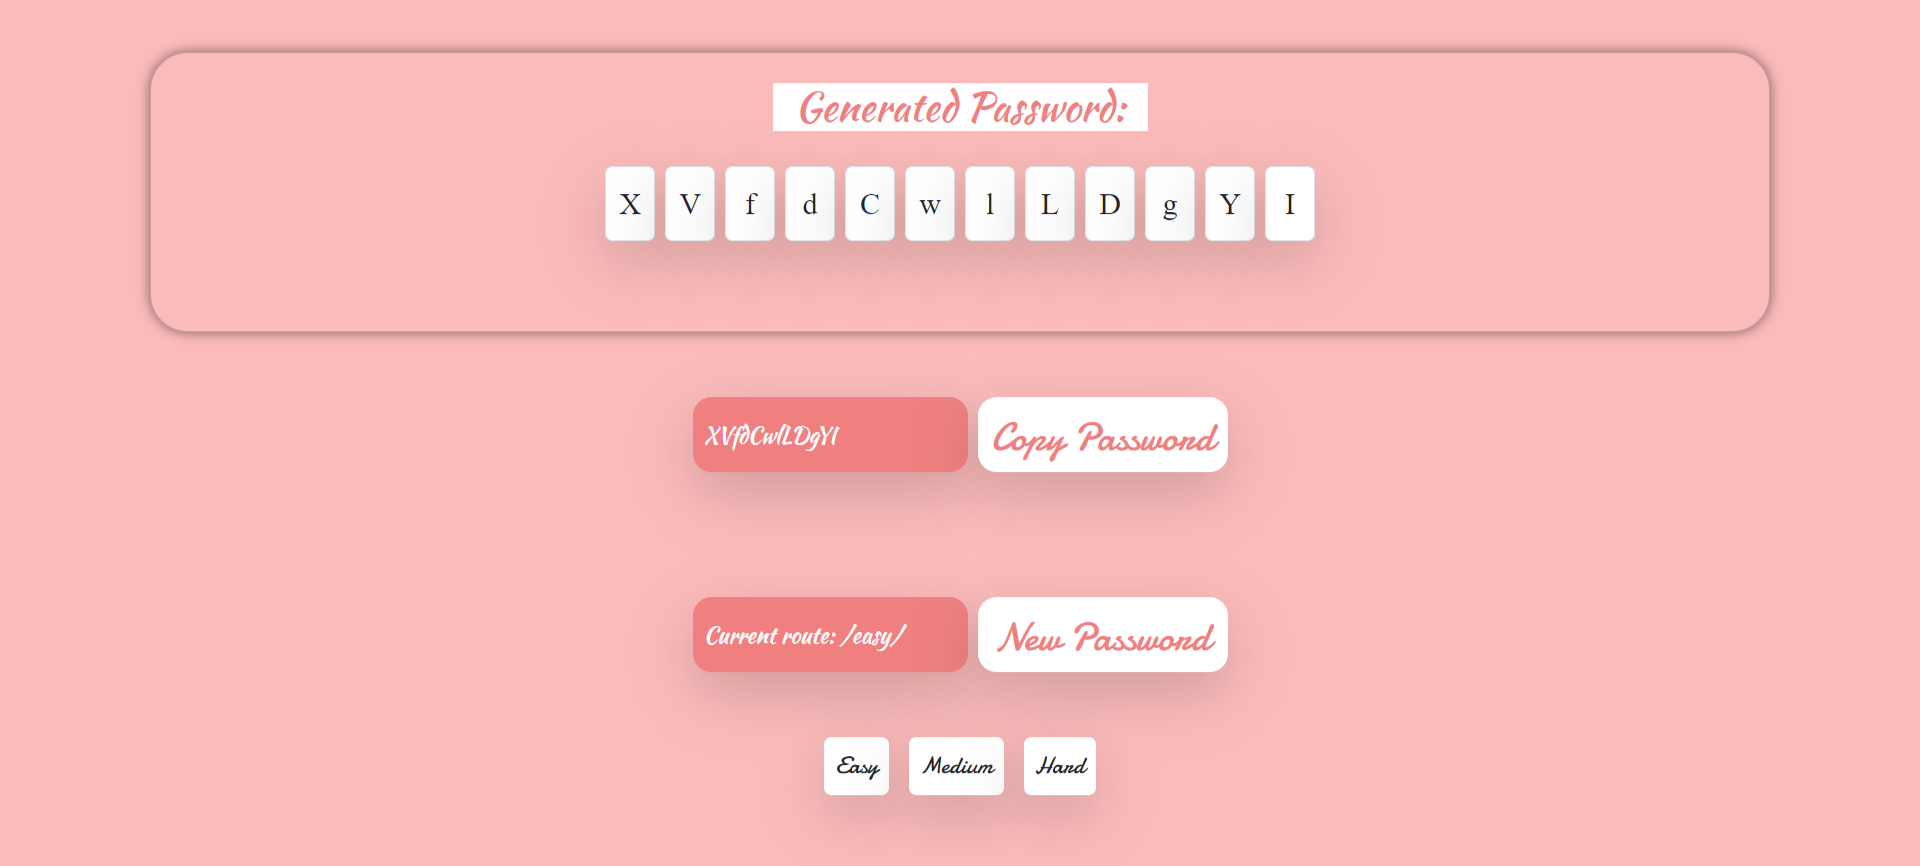 Generated Password:
X V f d C w l L D g Y I
XVfdCwlLDgYI Copy Password
Current route: /easy/ New Password
Easy Medium Hard